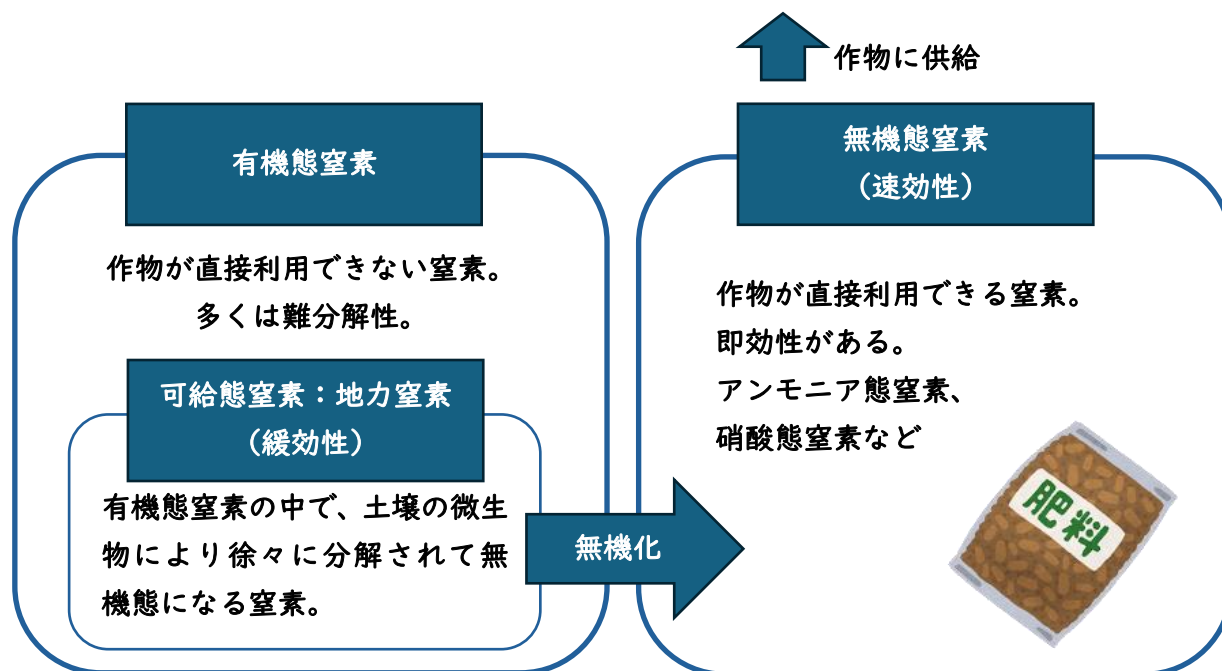 作物に供給
有機態窒素
作物が直接利用できない窒素。
多くは難分解性。
可給態窒素：地力窒素
（緩効性）
有機態窒素の中で、土壌の微生
物により徐々に分解されて無
機態になる窒素。
無機化
無機態窒素
（速効性）
作物が直接利用できる窒素。
即効性がある。
アンモニア態窒素、
硝酸態窒素など
肥料